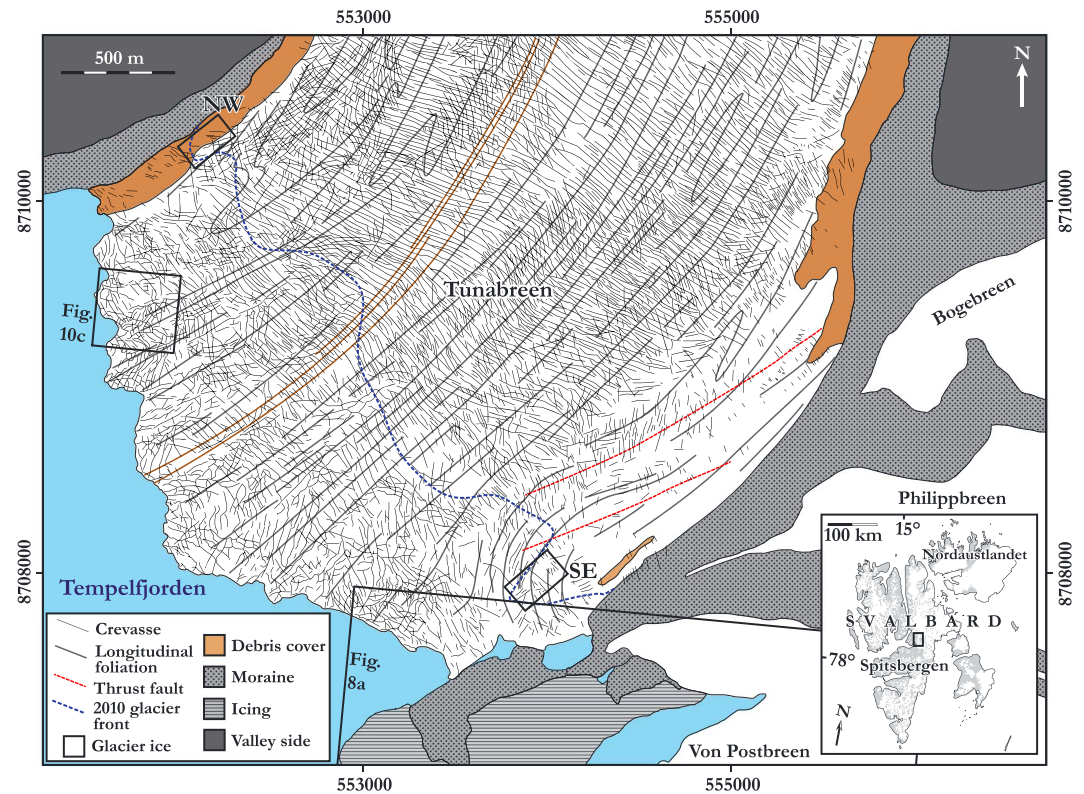 553000
555000
500 m
N
NW
8710000
8710000
Tunabreen
Fig.
10c
Bogebreen
Philippbreen
SE
8708000
8708000
Tempelfjorden
Crevasse
Longitudinal
foliation
Thrust fault
2010 glacier
front
Glacier ice
Debris cover
Moraine
Icing
Valley side
Fig.
8a
Von Postbreen
100 km
15°
Nordaustlandet
S V A L B A R D
78°
Spitsbergen
N
553000
555000